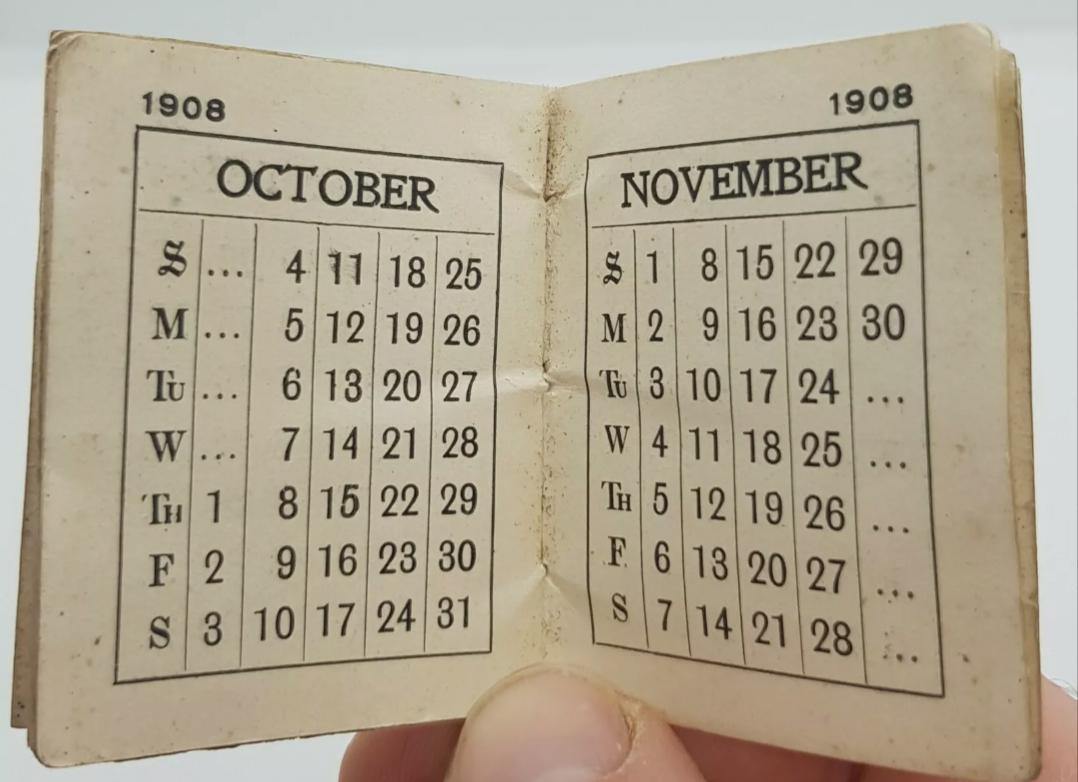 1908
OCTOBER
S ... 4 11 18 25
M ... 5 12 19 26
TU ... 6 13 20 27
W ... 7 14 21 28
TH 1 8 15 22 29
F 2 9 16 23 30
S 3 10 17 24 31
1908
NOVEMBER
S 1 8 15 22 29
M 2 9 16 23 30
TU 3 10 17 24 ...
W 4 11 18 25 ...
TH 5 12 19 26 ...
F 6 13 20 27 ...
S 7 14 21 28 ...